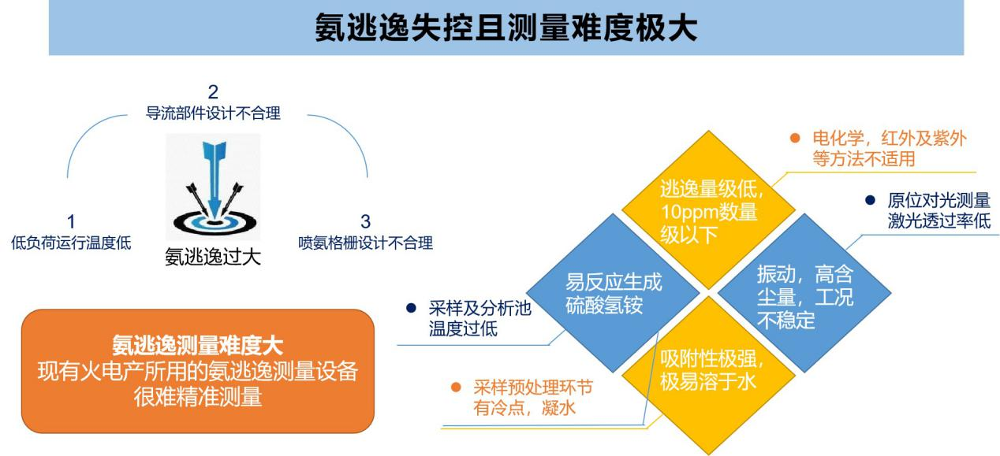 氨逃逸失控且测量难度极大
2
导流部件设计不合理
1
低负荷运行温度低
3
喷氨格栅设计不合理
氨逃逸过大
氨逃逸测量难度大
现有火电产所用的氨逃逸测量设备
很难精准测量
电化学，红外及紫外
等方法不适用
逃逸量级低，
10ppm数量
级以下
原位对光测量
激光透过率低
振动，高含
尘量，工况
不稳定
易反应生成
硫酸氢铵
采样及分析池
温度过低
吸附性极强，
极易溶于水
采样预处理环节
有冷点，凝水